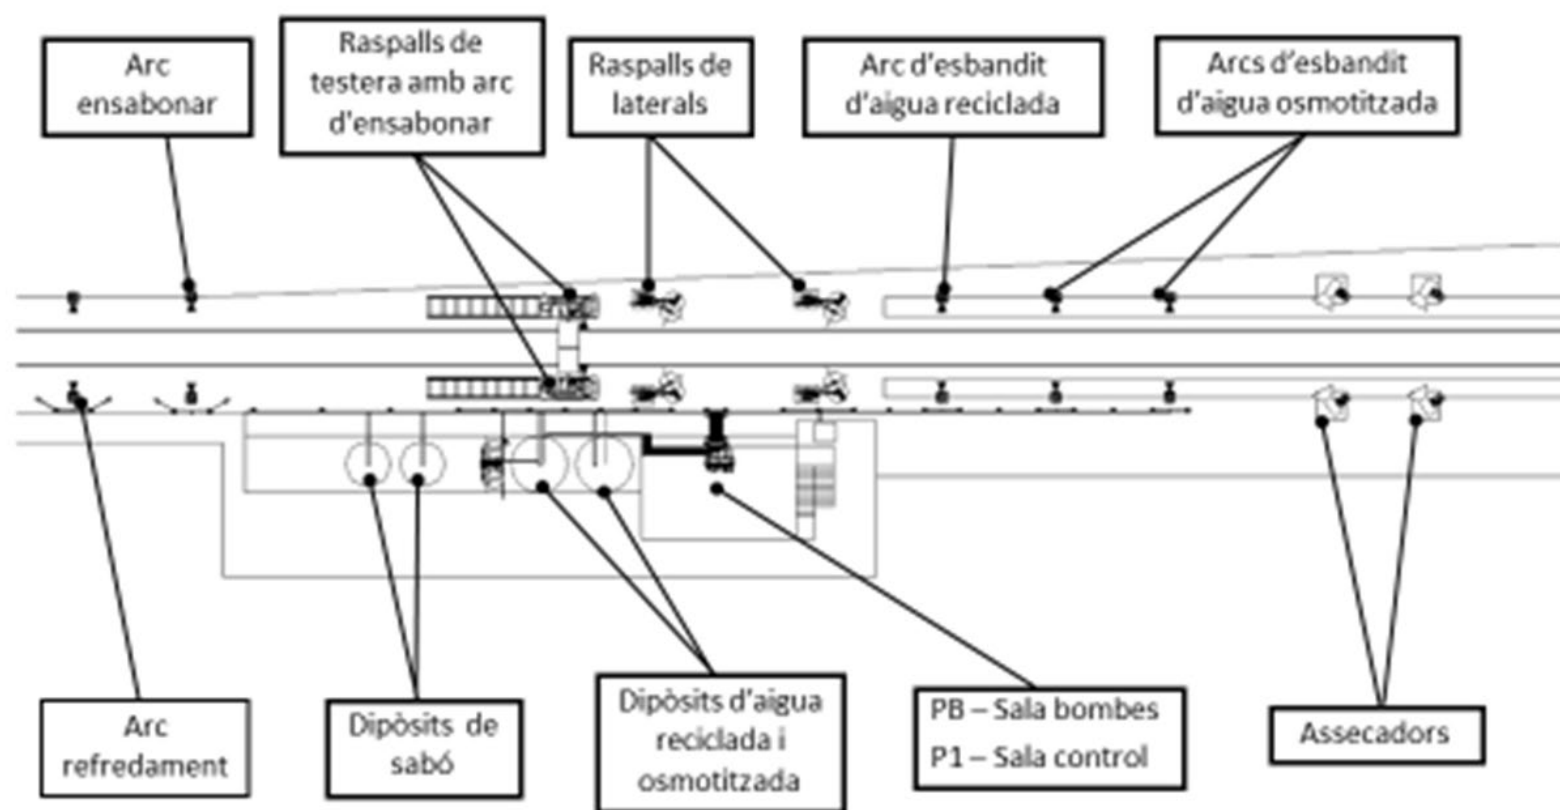 Arc
ensabonar
Raspalls de
testera amb arc
d'ensabonar
Raspalls de
laterals
Arc d'esbandit
d'aigua reciclada
Arcs d'esbandit
d'aigua osmotitzada
Arc
refredament
Dipòsits de
sabó
Dipòsits d'aigua
reciclada i
osmotitzada
PB – Sala bombes
P1 – Sala control
Assecadors